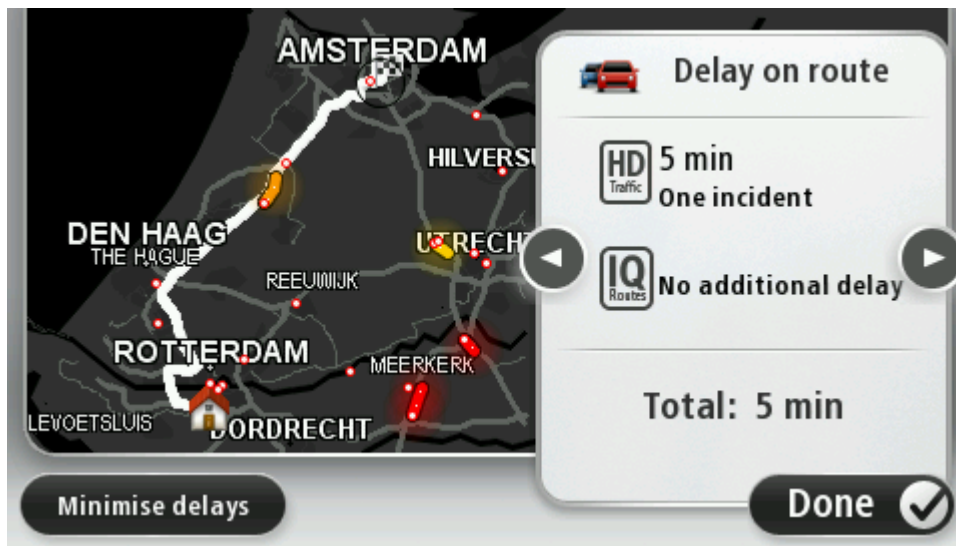 AMSTERDAM
HILVERSU
DEN HAAG
THE HAGUE
UTRECHT
REEUWIJK
ROTTERDAM
MEERKERK
LEVOETSLUIS
DORDRECHT
Minimise delays
Delay on route
HD Traffic
5 min
One incident
IQ Routes
No additional delay
Total: 5 min
Done